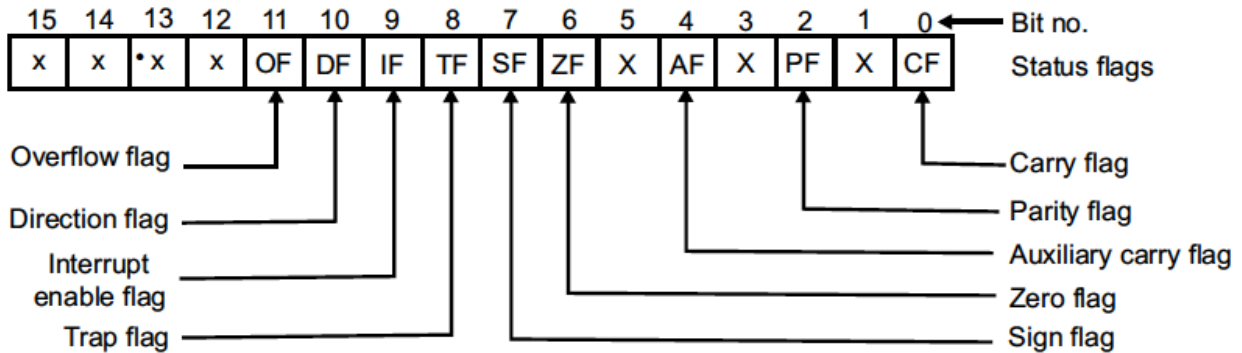 15 14 13 12 11 10 9 8 7 6 5 4 3 2 1 0 Bit no.
x x x x OF DF IF TF SF ZF X AF X PF X CF Status flags
Overflow flag Carry flag
Direction flag Parity flag
Interrupt
enable flag
Auxiliary carry flag
Zero flag
Trap flag Sign flag